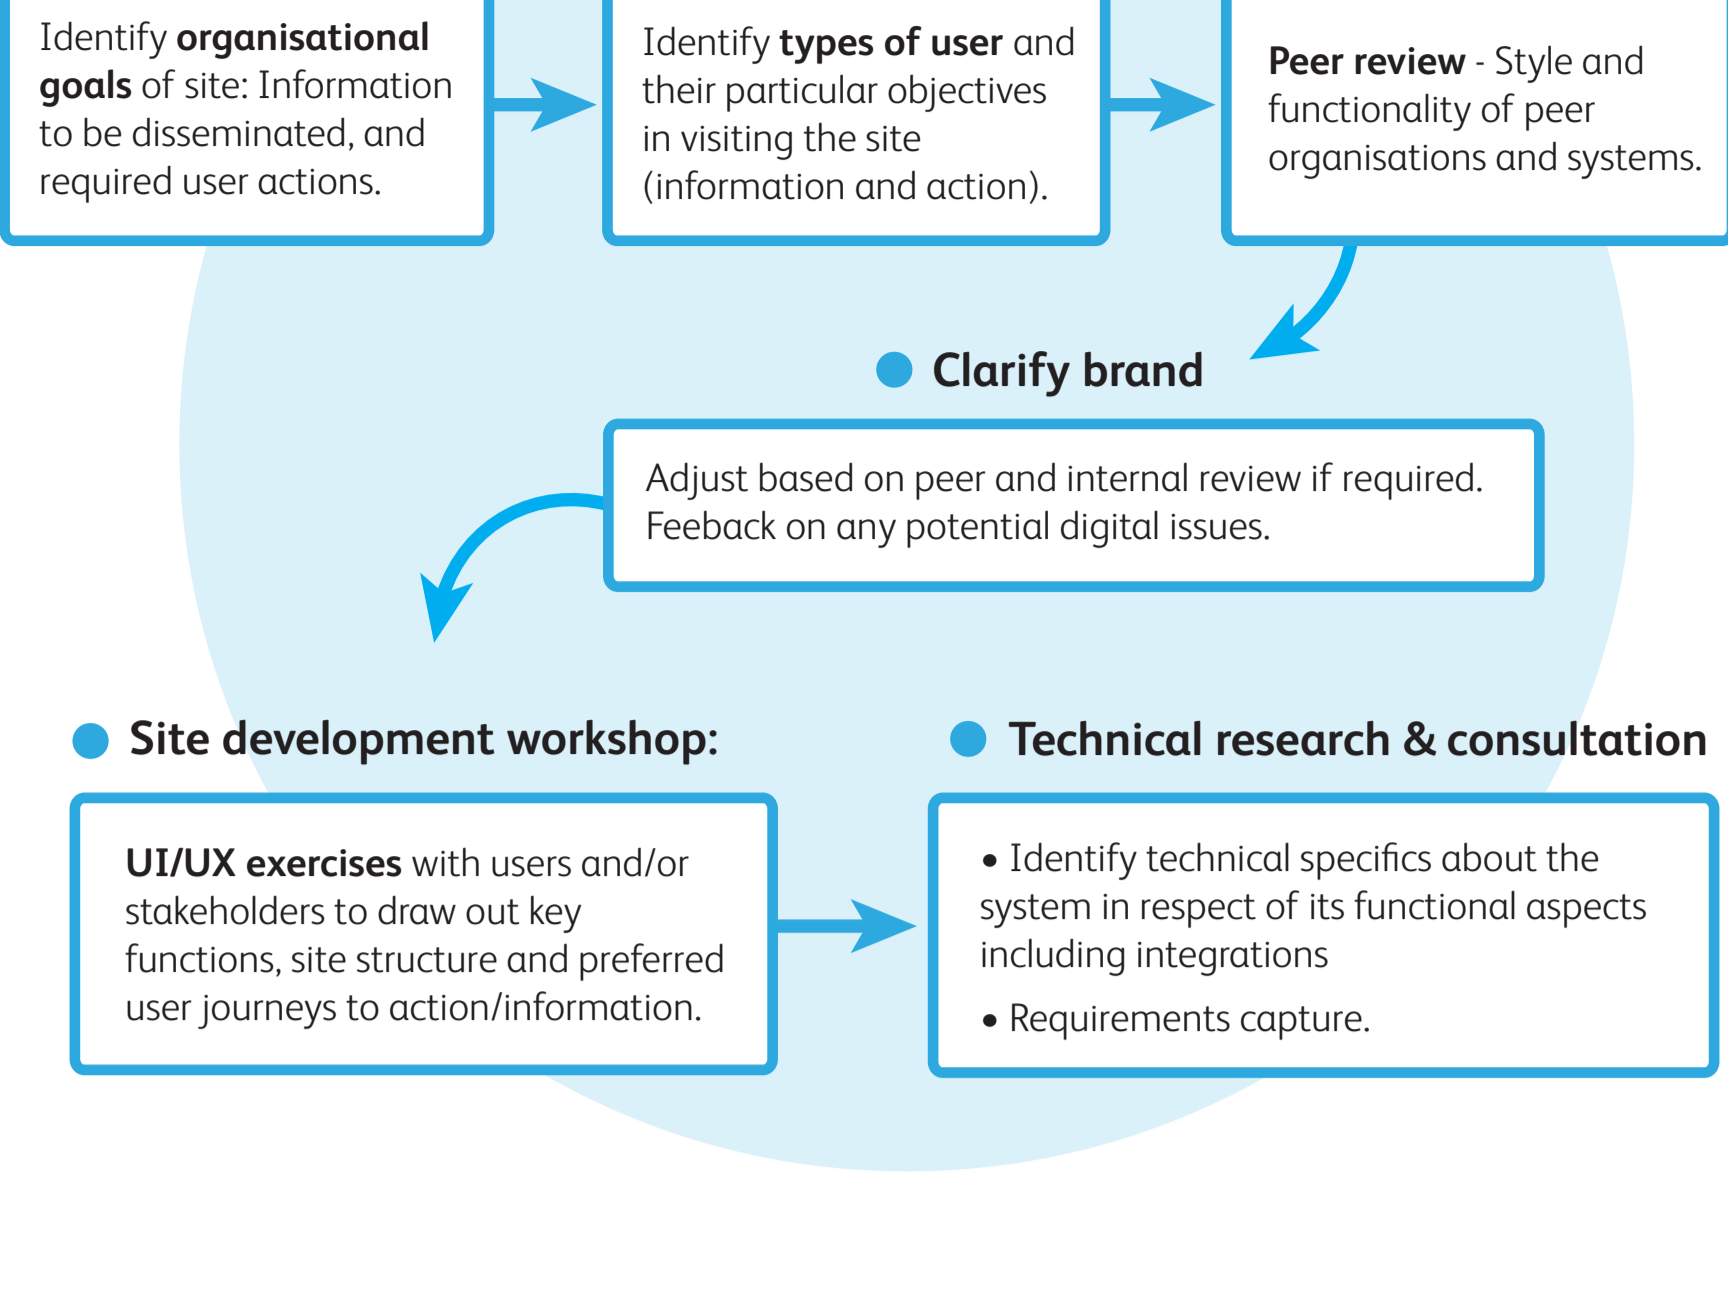 Identify organisational
goals of site: Information
to be disseminated, and
required user actions.
Identify types of user and
their particular objectives
in visiting the site
(information and action).
Peer review - Style and
functionality of peer
organisations and systems.
Clarify brand
Adjust based on peer and internal review if required.
Feeback on any potential digital issues.
Site development workshop:
UI/UX exercises with users and/or
stakeholders to draw out key
functions, site structure and preferred
user journeys to action/information.
Technical research & consultation
• Identify technical specifics about the
system in respect of its functional aspects
including integrations
• Requirements capture.